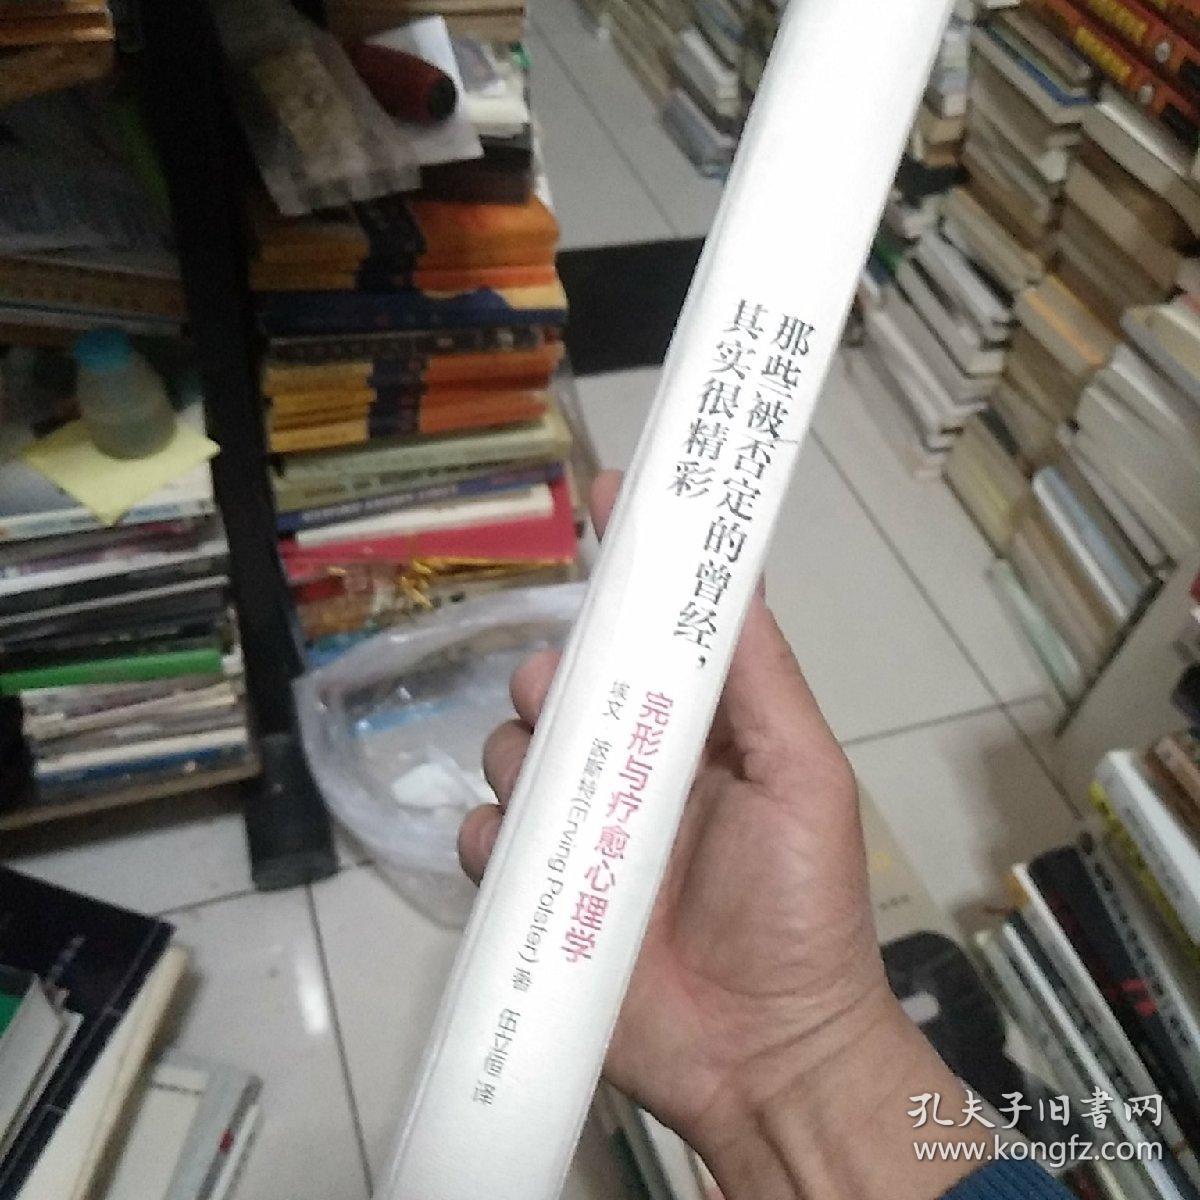 那些被否定的曾经，
其实很精彩
完形与疗愈心理学
埃文 波斯特(Erving Polster) 著 伍立恒 译
孔夫子旧書网
www.kongfz.com